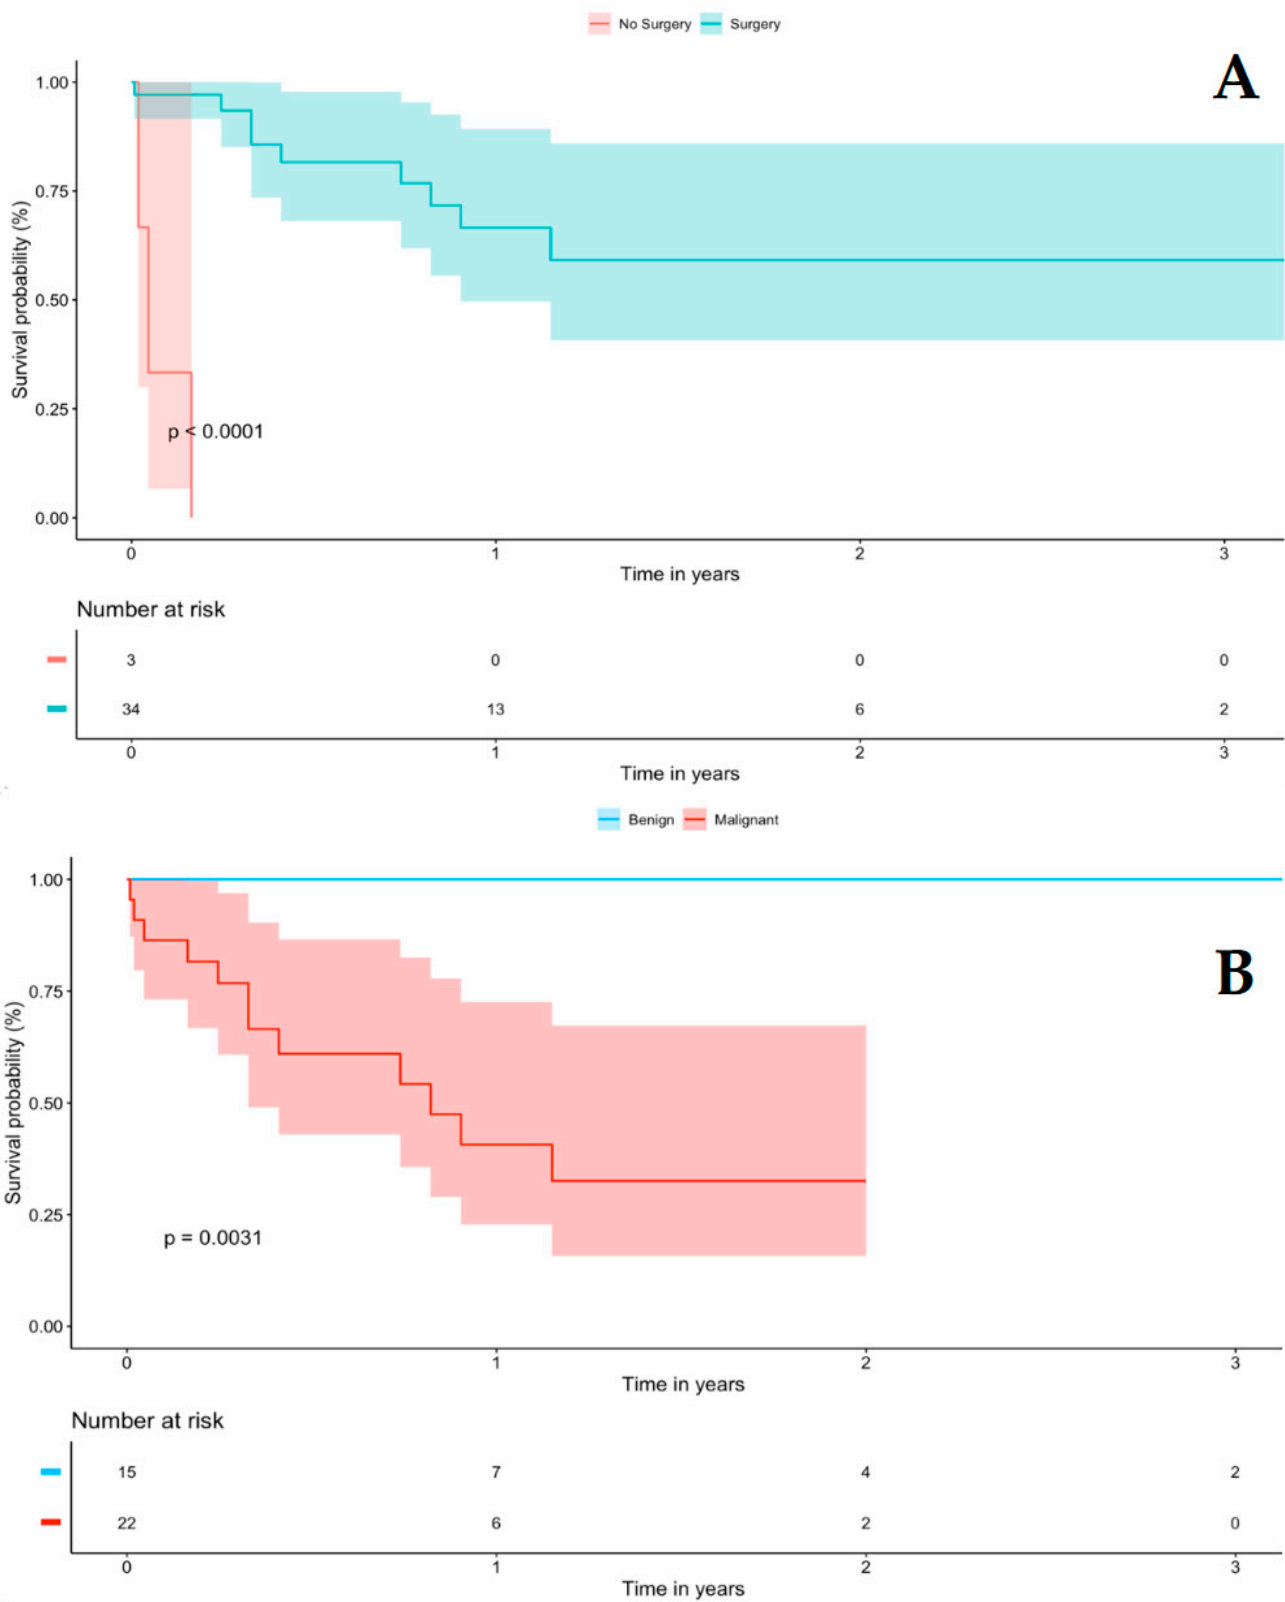 No Surgery Surgery
A
1.00
0.75
0.50
0.25
0.00
Survival probability (%)
p < 0.0001
0 1 2 3
Time in years
Number at risk
3 0 0 0
34 13 6 2
0 1 2 3
Time in years
Benign Malignant
B
1.00
0.75
0.50
0.25
0.00
Survival probability (%)
p = 0.0031
0 1 2 3
Time in years
Number at risk
15 7 4 2
22 6 2 0
0 1 2 3
Time in years